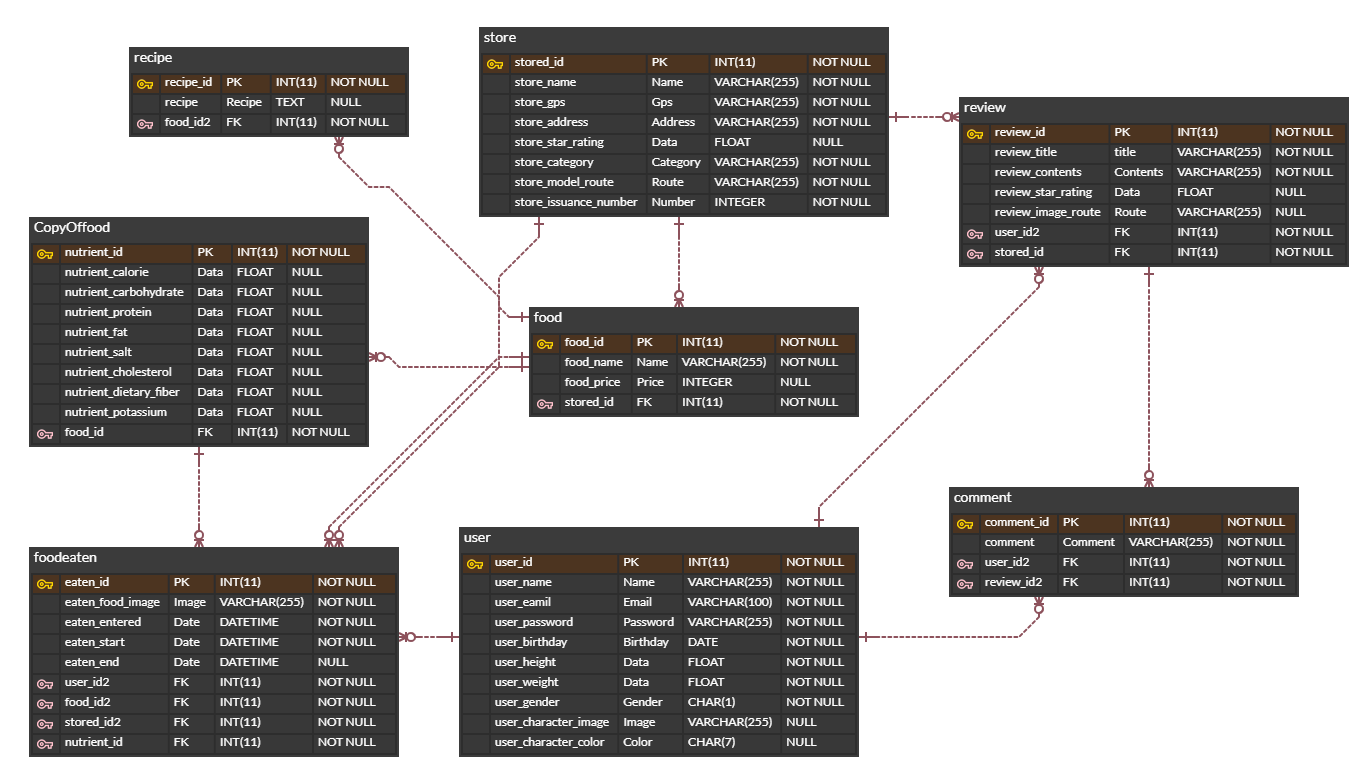 recipe
recipe_id PK INT(11) NOT NULL
recipe Recipe TEXT NULL
food_id2 FK INT(11) NOT NULL
store
stored_id PK INT(11) NOT NULL
store_name Name VARCHAR(255) NOT NULL
store_gps Gps VARCHAR(255) NOT NULL
store_address Address VARCHAR(255) NOT NULL
store_star_rating Data FLOAT NULL
store_category Category VARCHAR(255) NOT NULL
store_model_route Route VARCHAR(255) NOT NULL
store_issuance_number Number INTEGER NOT NULL
review
review_id PK INT(11) NOT NULL
review_title title VARCHAR(255) NOT NULL
review_contents Contents VARCHAR(255) NOT NULL
review_star_rating Data FLOAT NULL
review_image_route Route VARCHAR(255) NULL
user_id2 FK INT(11) NOT NULL
stored_id FK INT(11) NOT NULL
CopyOffood
nutrient_id PK INT(11) NOT NULL
nutrient_calorie Data FLOAT NULL
nutrient_carbohydrate Data FLOAT NULL
nutrient_protein Data FLOAT NULL
nutrient_fat Data FLOAT NULL
nutrient_salt Data FLOAT NULL
nutrient_cholesterol Data FLOAT NULL
nutrient_dietary_fiber Data FLOAT NULL
nutrient_potassium Data FLOAT NULL
food_id FK INT(11) NOT NULL
food
food_id PK INT(11) NOT NULL
food_name Name VARCHAR(255) NOT NULL
food_price Price INTEGER NULL
stored_id FK INT(11) NOT NULL
comment
comment_id PK INT(11) NOT NULL
comment Comment VARCHAR(255) NOT NULL
user_id2 FK INT(11) NOT NULL
review_id2 FK INT(11) NOT NULL
foodeaten
eaten_id PK INT(11) NOT NULL
eaten_food_image Image VARCHAR(255) NOT NULL
eaten_entered Date DATETIME NOT NULL
eaten_start Date DATETIME NOT NULL
eaten_end Date DATETIME NULL
user_id2 FK INT(11) NOT NULL
food_id2 FK INT(11) NOT NULL
stored_id2 FK INT(11) NOT NULL
nutrient_id FK INT(11) NOT NULL
user
user_id PK INT(11) NOT NULL
user_name Name VARCHAR(255) NOT NULL
user_eamil Email VARCHAR(100) NOT NULL
user_password Password VARCHAR(255) NOT NULL
user_birthday Birthday DATE NOT NULL
user_height Data FLOAT NOT NULL
user_weight Data FLOAT NOT NULL
user_gender Gender CHAR(1) NOT NULL
user_character_image Image VARCHAR(255) NULL
user_character_color Color CHAR(7) NULL